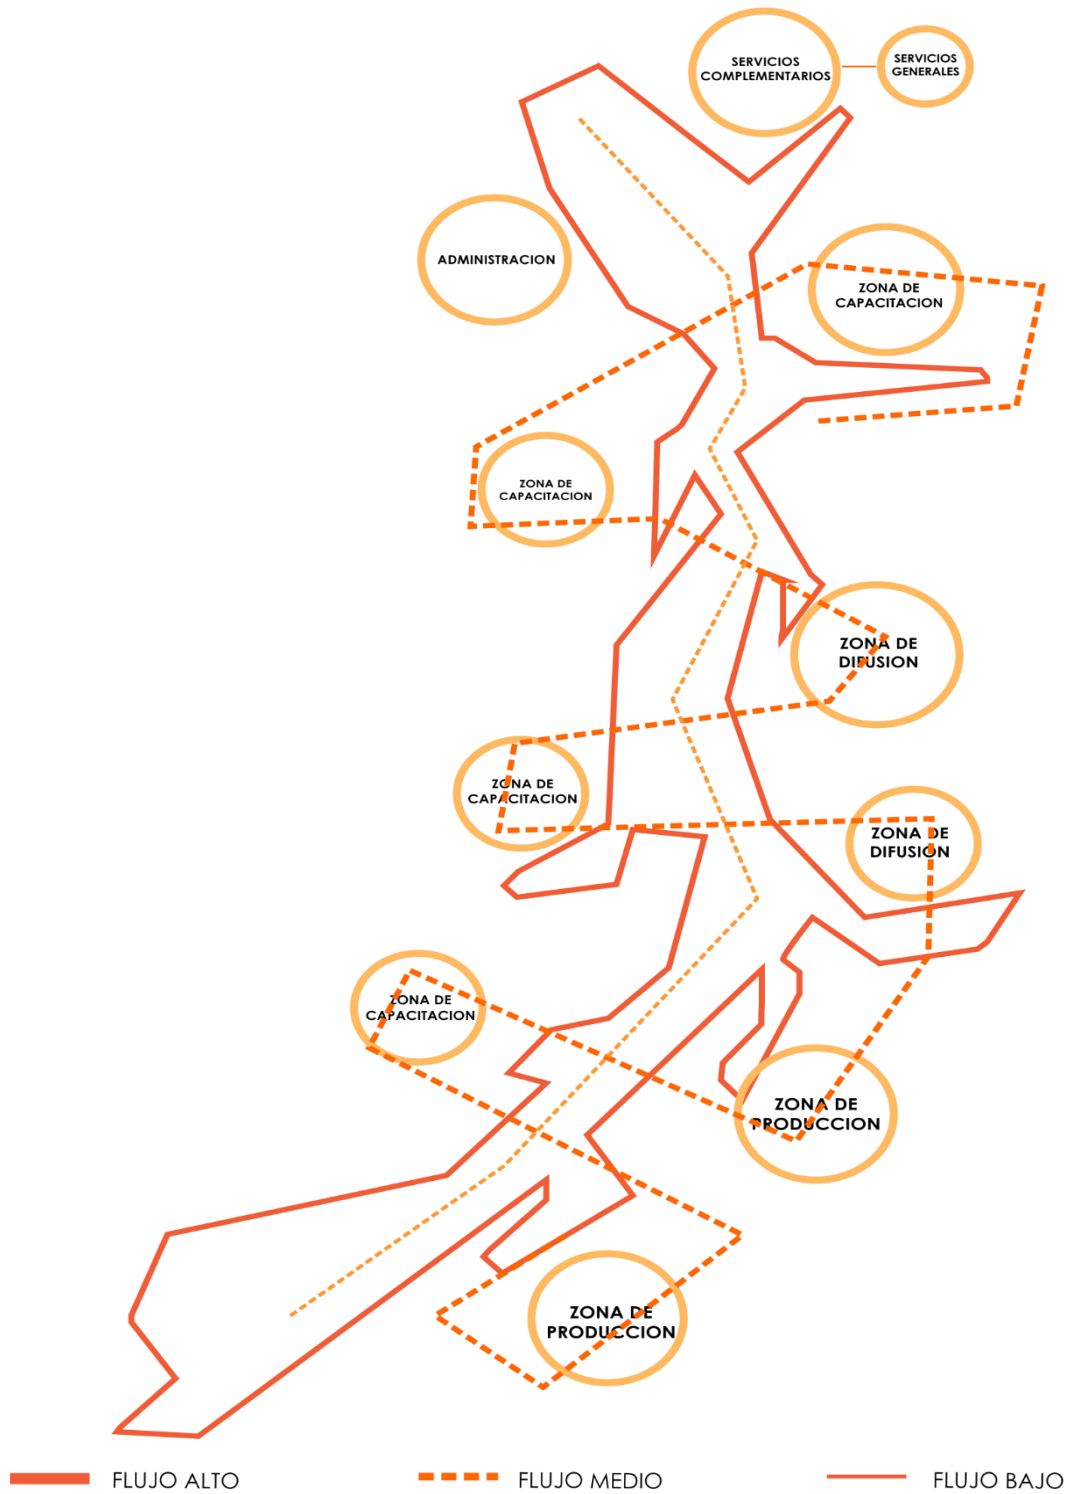 SERVICIOS
COMPLEMENTARIOS
SERVICIOS
GENERALES
ADMINISTRACION
ZONA DE
CAPACITACION
ZONA DE
CAPACITACION
ZONA DE
DIFUSION
ZONA DE
CAPACITACION
ZONA DE
DIFUSION
ZONA DE
CAPACITACION
ZONA DE
PRODUCCION
ZONA DE
PRODUCCION
FLUJO ALTO
FLUJO MEDIO
FLUJO BAJO